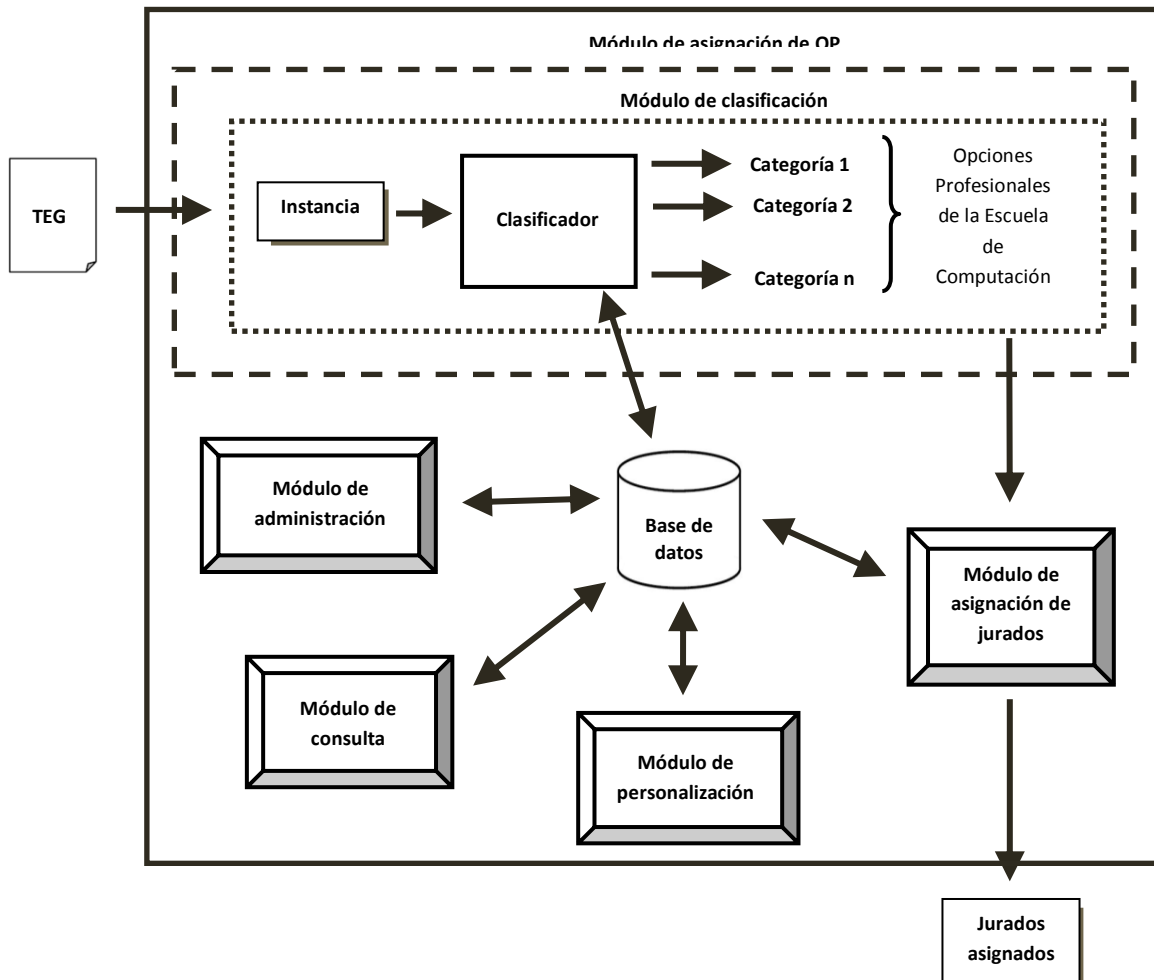 Módulo de asignación de OP
Módulo de clasificación
TEG
Instancia
Clasificador
Categoría 1
Categoría 2
Categoría n
Opciones
Profesionales
de la Escuela
de
Computación
Módulo de
administración
Base de
datos
Módulo de
asignación de
jurados
Módulo de
consulta
Módulo de
personalización
Jurados
asignados